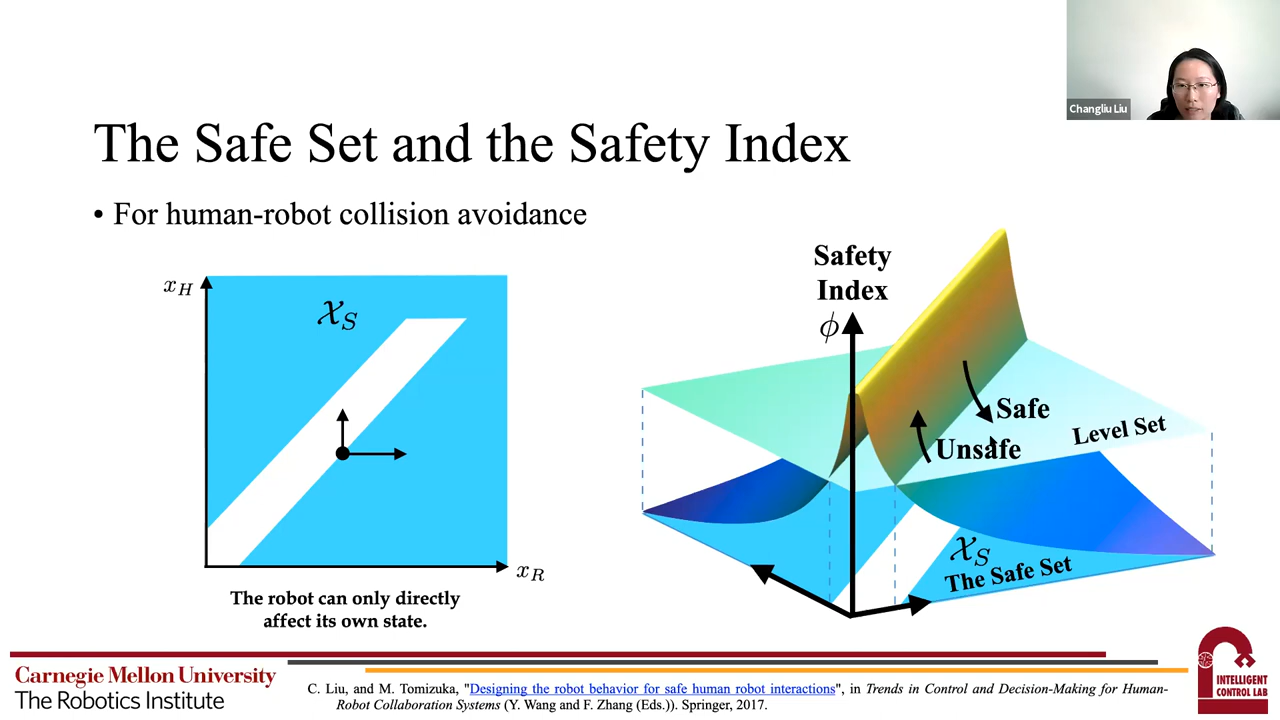 Changliu Liu
The Safe Set and the Safety Index
• For human-robot collision avoidance
x_H
𝒳_S
x_R
The robot can only directly
affect its own state.
Safety
Index
ϕ
Safe
Unsafe
Level Set
𝒳_S
The Safe Set
Carnegie Mellon University
The Robotics Institute
C. Liu, and M. Tomizuka, "Designing the robot behavior for safe human robot interactions", in Trends in Control and Decision-Making for Human-
Robot Collaboration Systems (Y. Wang and F. Zhang (Eds.)). Springer, 2017.
INTELLIGENT
CONTROL LAB